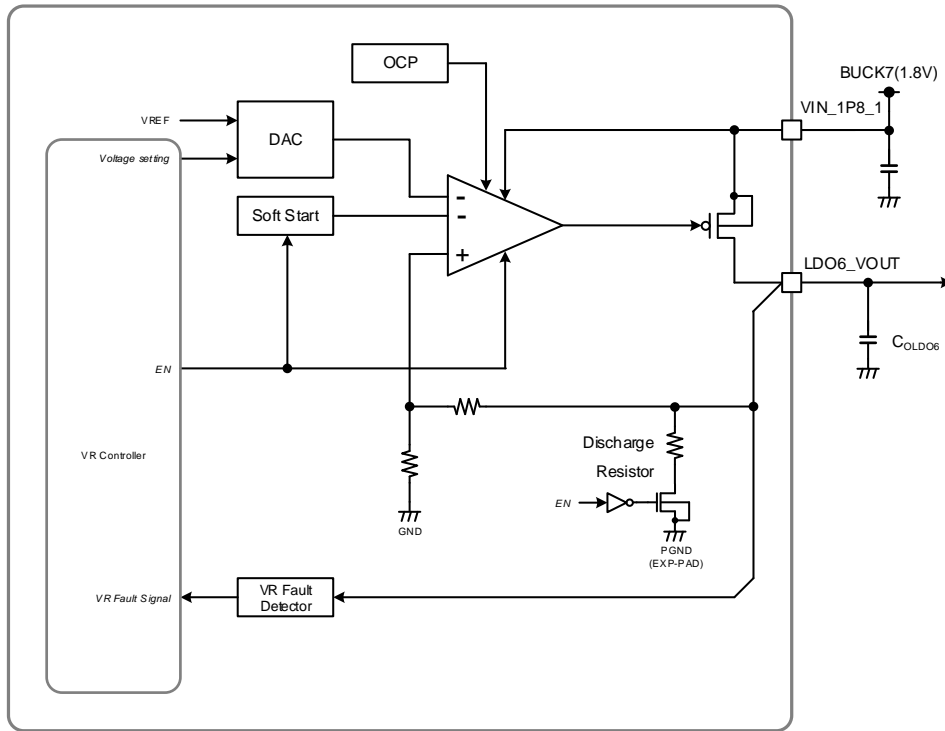 OCP
BUCK7(1.8V)
VIN_1P8_1
VREF
DAC
Voltage setting
Soft Start
-
-
+
LDO6_VOUT
COLDO6
EN
VR Controller
Discharge
Resistor
EN
GND
PGND
(EXP-PAD)
VR Fault Signal
VR Fault
Detector